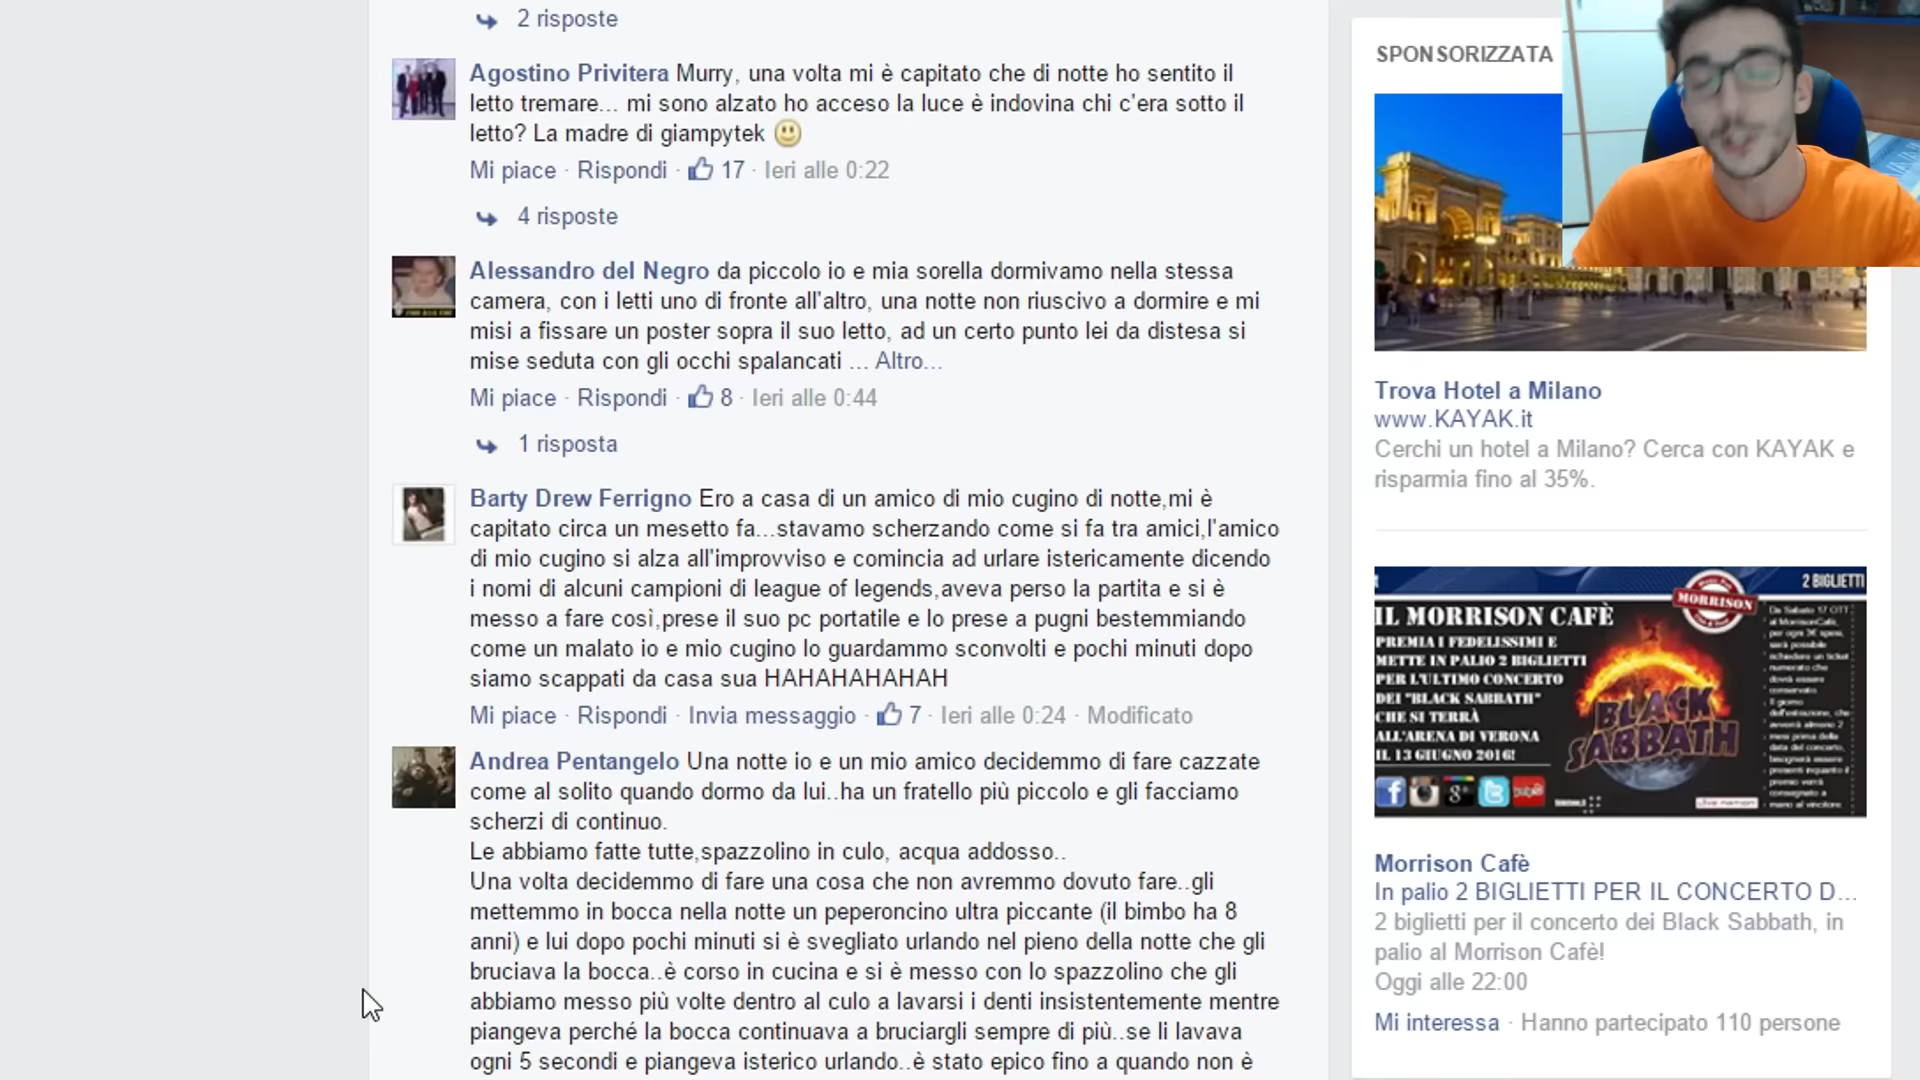 2 risposte
Agostino Privitera Murry, una volta mi è capitato che di notte ho sentito il
letto tremare... mi sono alzato ho acceso la luce è indovina chi c'era sotto il
letto? La madre di giampytek
Mi piace · Rispondi · 17 · Ieri alle 0:22
4 risposte
Alessandro del Negro da piccolo io e mia sorella dormivamo nella stessa
camera, con i letti uno di fronte all'altro, una notte non riuscivo a dormire e mi
misi a fissare un poster sopra il suo letto, ad un certo punto lei da distesa si
mise seduta con gli occhi spalancati ... Altro...
Mi piace · Rispondi · 8 · Ieri alle 0:44
1 risposta
Barty Drew Ferrigno Ero a casa di un amico di mio cugino di notte,mi è
capitato circa un mesetto fa...stavamo scherzando come si fa tra amici,l'amico
di mio cugino si alza all'improvviso e comincia ad urlare istericamente dicendo
i nomi di alcuni campioni di league of legends,aveva perso la partita e si è
messo a fare così,prese il suo pc portatile e lo prese a pugni bestemmiando
come un malato io e mio cugino lo guardammo sconvolti e pochi minuti dopo
siamo scappati da casa sua HAHAHAHAHAH
Mi piace · Rispondi · Invia messaggio · 7 · Ieri alle 0:24 · Modificato
Andrea Pentangelo Una notte io e un mio amico decidemmo di fare cazzate
come al solito quando dormo da lui..ha un fratello più piccolo e gli facciamo
scherzi di continuo.
Le abbiamo fatte tutte,spazzolino in culo, acqua addosso..
Una volta decidemmo di fare una cosa che non avremmo dovuto fare..gli
mettemmo in bocca nella notte un peperoncino ultra piccante (il bimbo ha 8
anni) e lui dopo pochi minuti si è svegliato urlando nel pieno della notte che gli
bruciava la bocca..è corso in cucina e si è messo con lo spazzolino che gli
abbiamo messo più volte dentro al culo a lavarsi i denti insistentemente mentre
piangeva perché la bocca continuava a bruciargli sempre di più..se li lavava
ogni 5 secondi e piangeva isterico urlando..è stato epico fino a quando non è
SPONSORIZZATA
Trova Hotel a Milano
www.KAYAK.it
Cerchi un hotel a Milano? Cerca con KAYAK e
risparmia fino al 35%.
2 BIGLIETTI
MORRISON
IL MORRISON CAFÈ
PREMIA I FEDELISSIMI E
METTE IN PALIO 2 BIGLIETTI
PER L'ULTIMO CONCERTO
DEI "BLACK SABBATH"
CHE SI TERRÀ
ALL'ARENA DI VERONA
IL 13 GIUGNO 2016!
BLACK
SABBATH
Morrison Cafè
In palio 2 BIGLIETTI PER IL CONCERTO D...
2 biglietti per il concerto dei Black Sabbath, in
palio al Morrison Cafè!
Oggi alle 22:00
Mi interessa · Hanno partecipato 110 persone